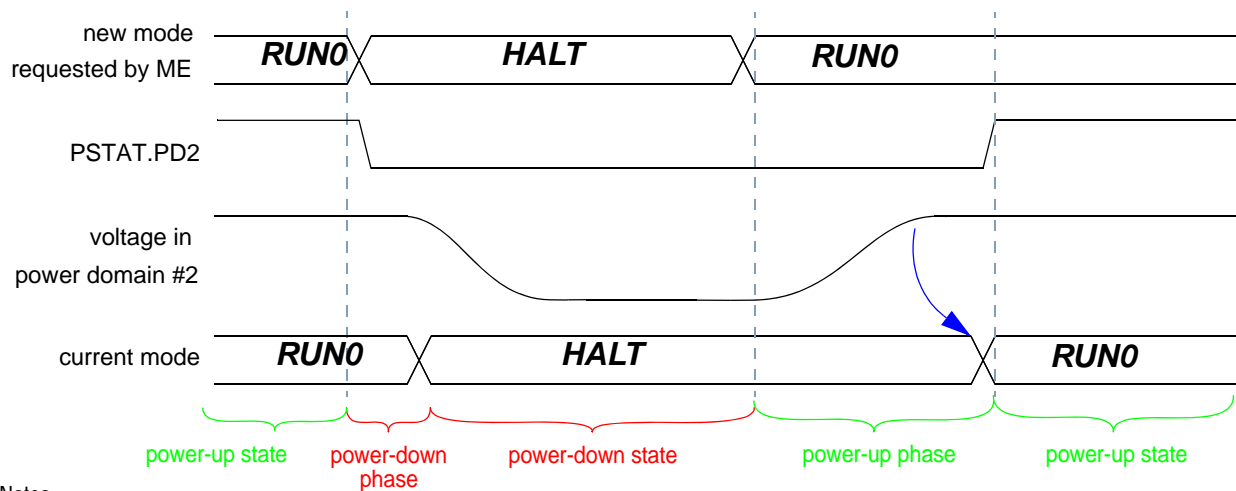 new mode
requested by ME
RUN0
HALT
RUN0
PSTAT.PD2
voltage in
power domain #2
current mode
RUN0
HALT
RUN0
power-up state
power-down
phase
power-down state
power-up phase
power-up state
Notes